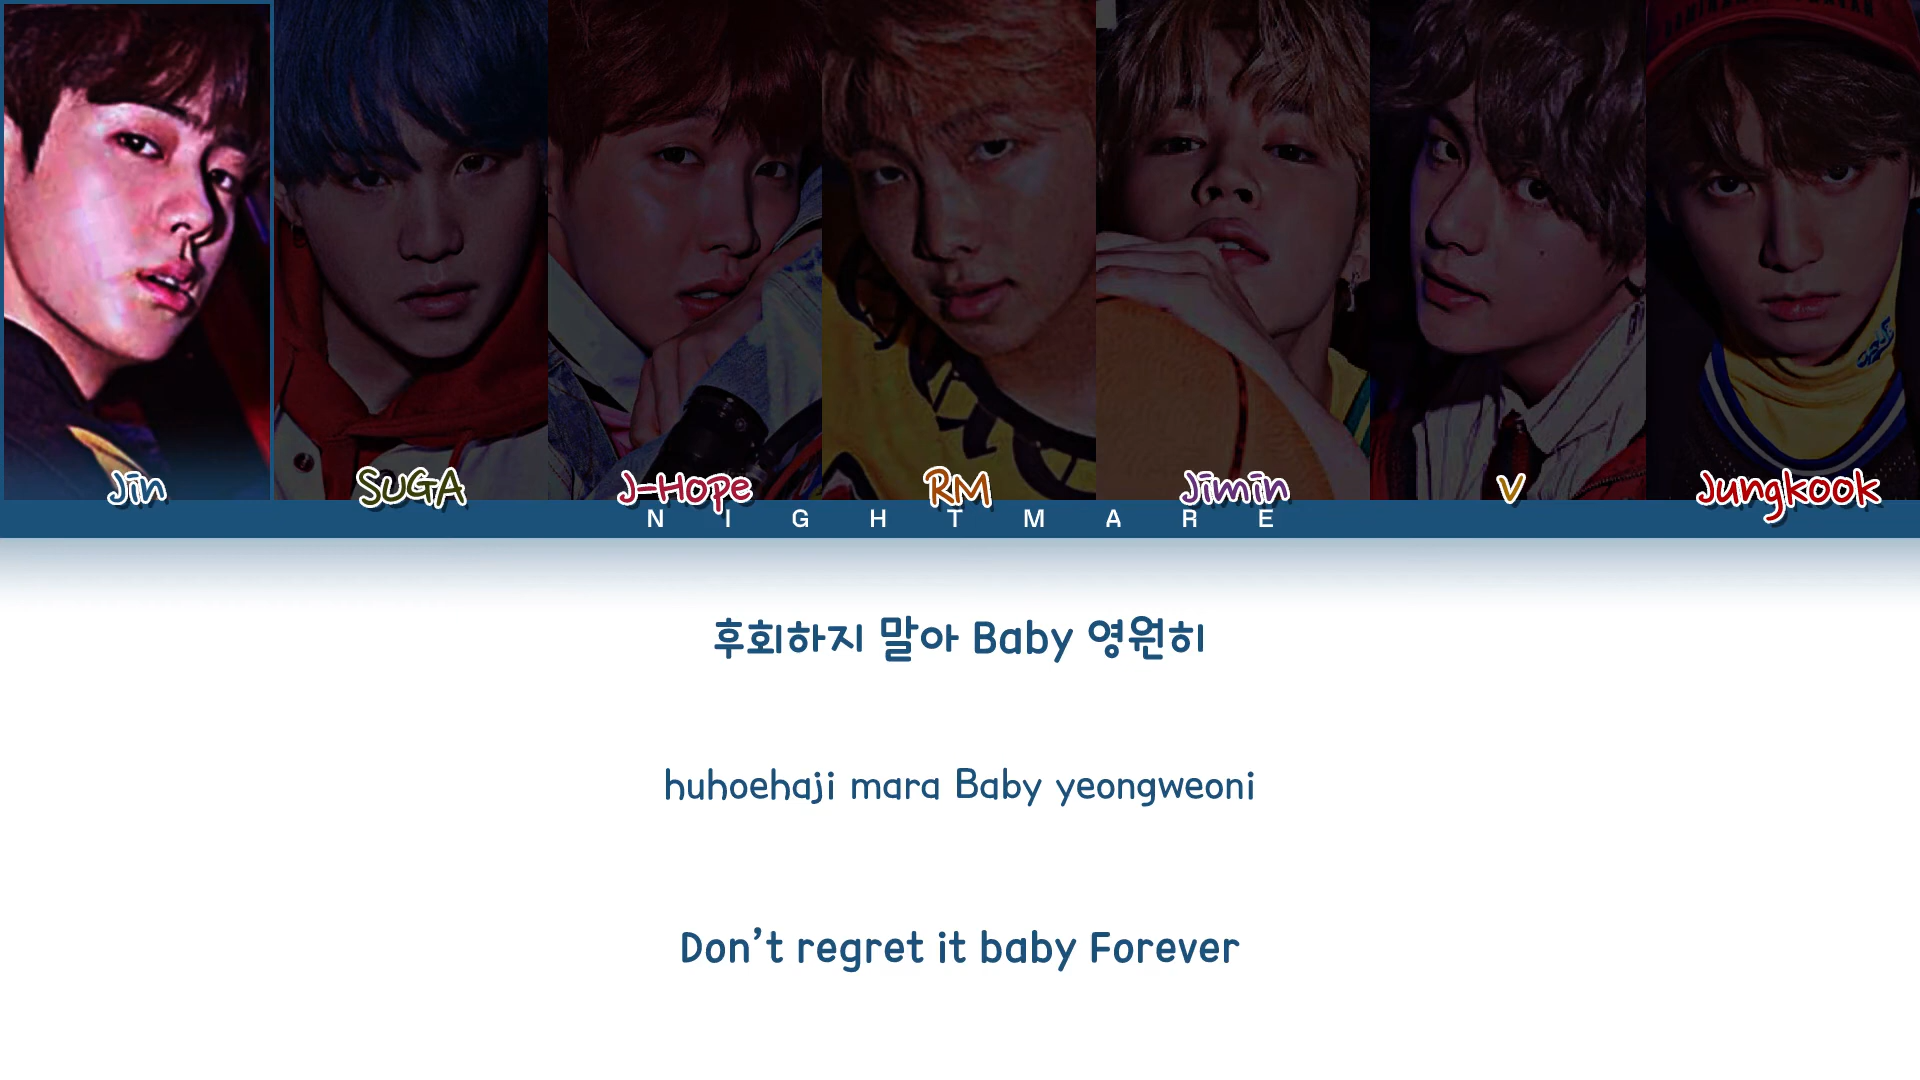 Jin SUGA J-Hope RM Jimin V Jungkook
NIGHTMARE
후회하지 말아 Baby 영원히
huhoehaji mara Baby yeongweoni
Don’t regret it baby Forever